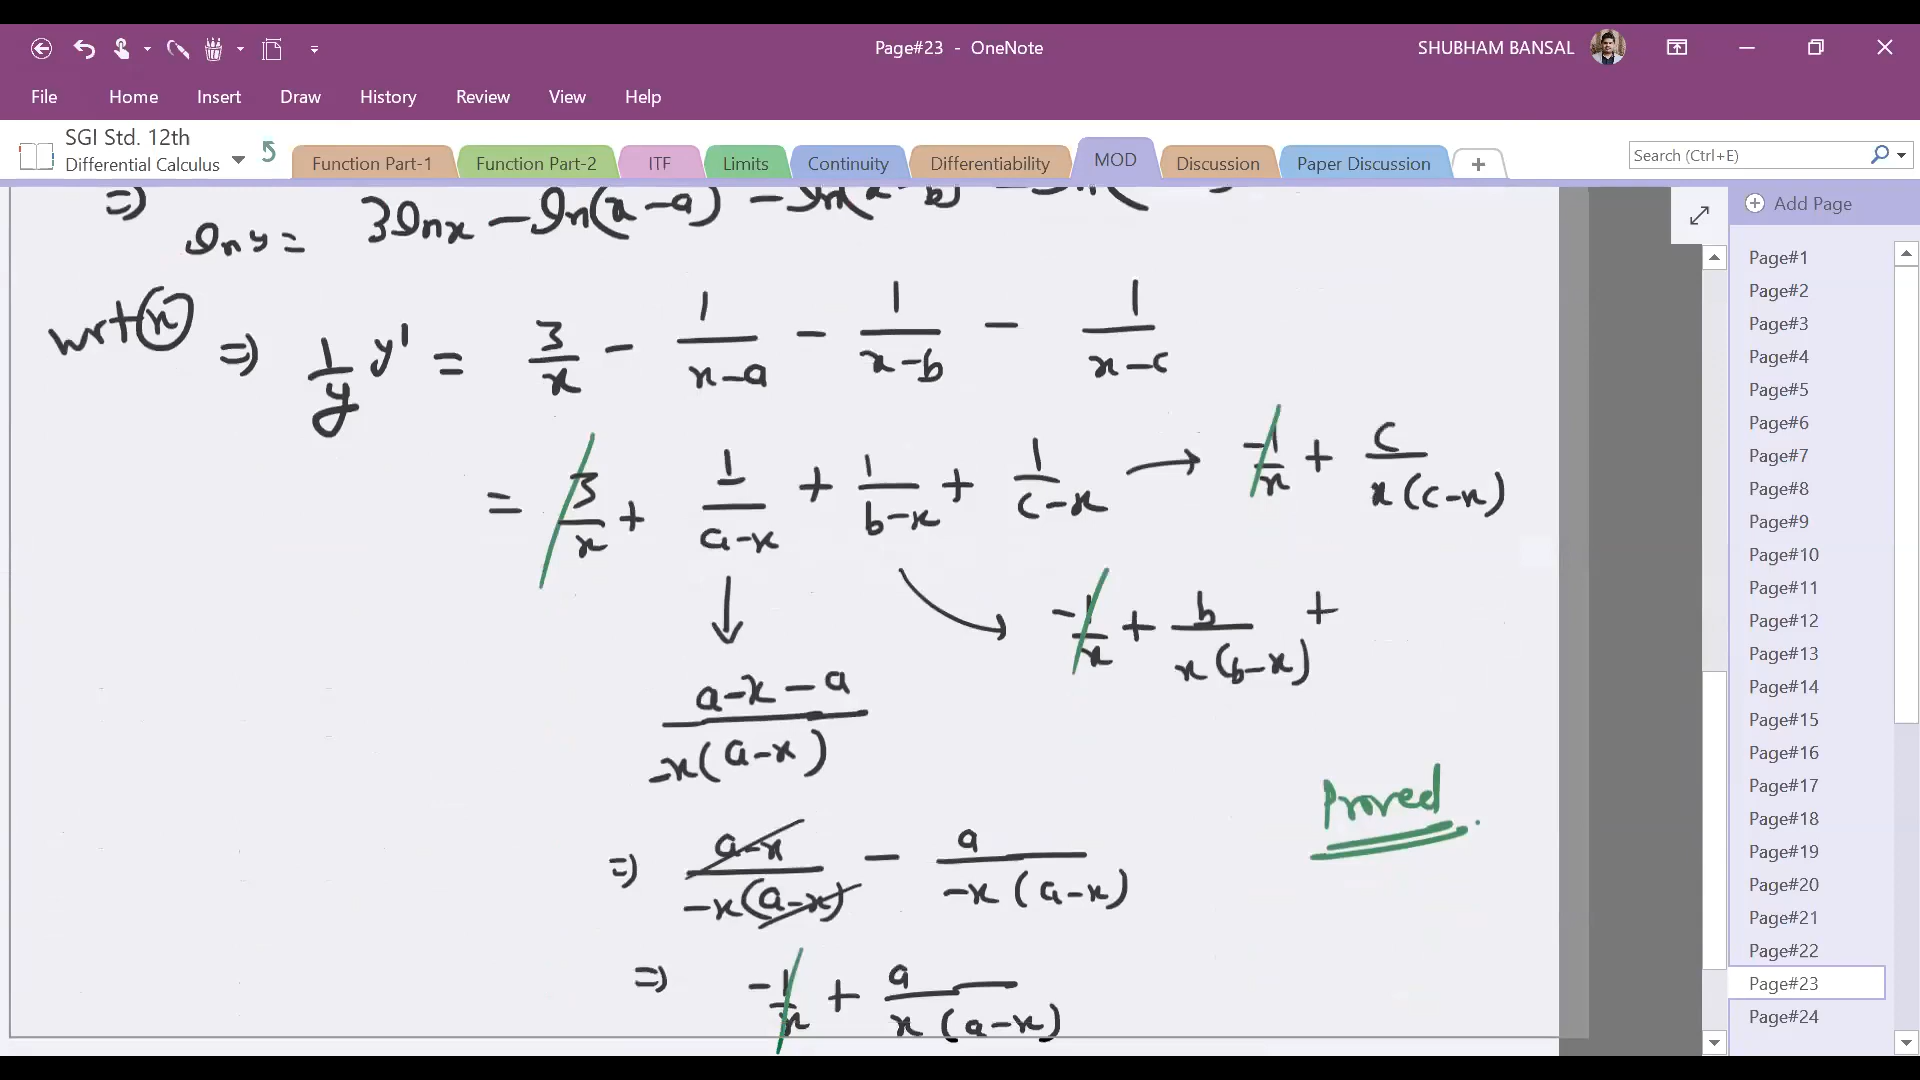 Page#23 - OneNote
SHUBHAM BANSAL
File Home Insert Draw History Review View Help
SGI Std. 12th
Differential Calculus
Function Part-1 Function Part-2 ITF Limits Continuity Differentiability MOD Discussion Paper Discussion +
Search (Ctrl+E)
Add Page
Page#1
Page#2
Page#3
Page#4
Page#5
Page#6
Page#7
Page#8
Page#9
Page#10
Page#11
Page#12
Page#13
Page#14
Page#15
Page#16
Page#17
Page#18
Page#19
Page#20
Page#21
Page#22
Page#23
Page#24
=) ln y = 3 ln x - ln(x-a) - ln(x-b) - ln(
wrt (x) =) 1/y y' = 3/x - 1/(x-a) - 1/(x-b) - 1/(x-c)
= 3/x + 1/(a-x) + 1/(b-x) + 1/(c-x) → -1/x + c/(x(c-x))
↓ → -1/x + b/(x(b-x)) +
(a-x-a)/(-x(a-x))
Proved
=) (a-x)/(-x(a-x)) - a/(-x(a-x))
=) -1/x + a/(x(a-x))